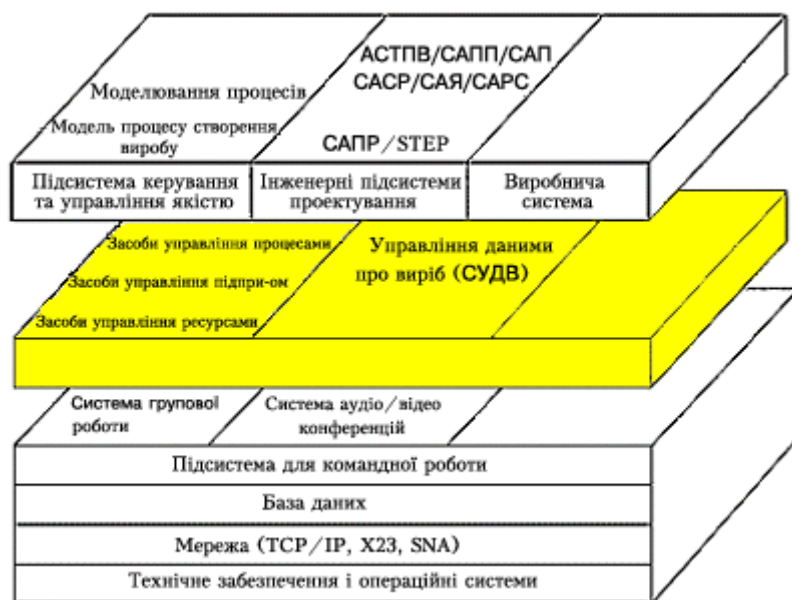 Моделювання процесів
Модель процесу створення
виробу
АСТПВ/САПП/САП
САСР/САЯ/САРС
САПР/STEP
Підсистема керування
та управління якістю
Інженерні підсистеми
проектування
Виробнича
система
Засоби управління процесами
Засоби управління підпри-ом
Засоби управління ресурсами
Управління даними
про виріб (СУДВ)
Система групової
роботи
Система аудіо/відео
конференцій
Підсистема для командної роботи
База даних
Мережа (TCP/IP, X23, SNA)
Технічне забезпечення і операційні системи